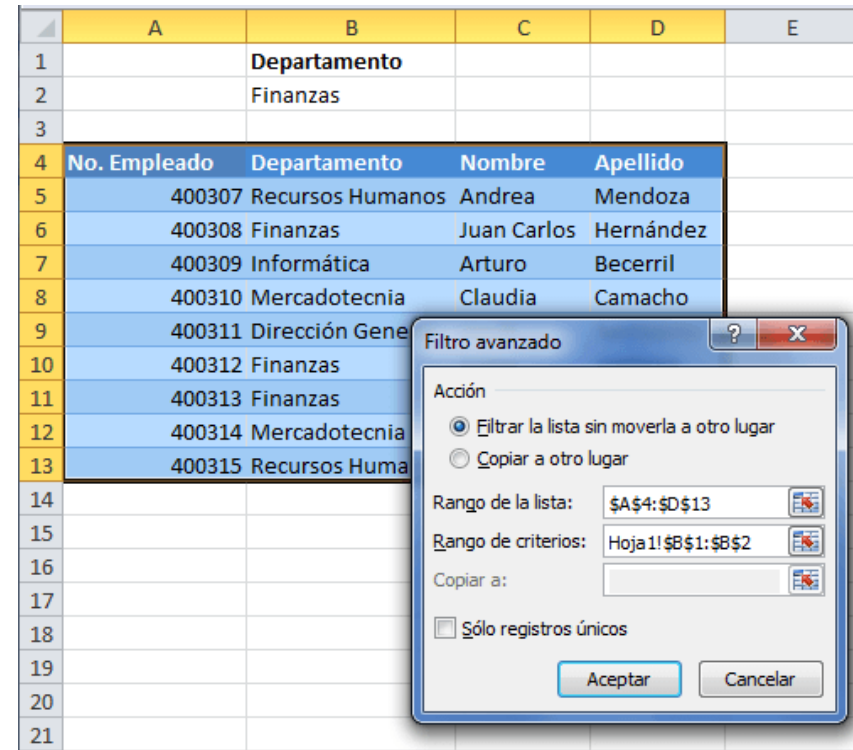 A B C D E
1 Departamento
2 Finanzas
3
4 No. Empleado Departamento Nombre Apellido
5 400307 Recursos Humanos Andrea Mendoza
6 400308 Finanzas Juan Carlos Hernández
7 400309 Informática Arturo Becerril
8 400310 Mercadotecnia Claudia Camacho
9 400311 Dirección Gene
10 400312 Finanzas
11 400313 Finanzas
12 400314 Mercadotecnia
13 400315 Recursos Huma
14
15
16
17
18
19
20
21
Filtro avanzado ? X
Acción
Filtrar la lista sin moverla a otro lugar
Copiar a otro lugar
Rango de la lista: $A$4:$D$13
Rango de criterios: Hoja1!$B$1:$B$2
Copiar a:
Sólo registros únicos
Aceptar Cancelar